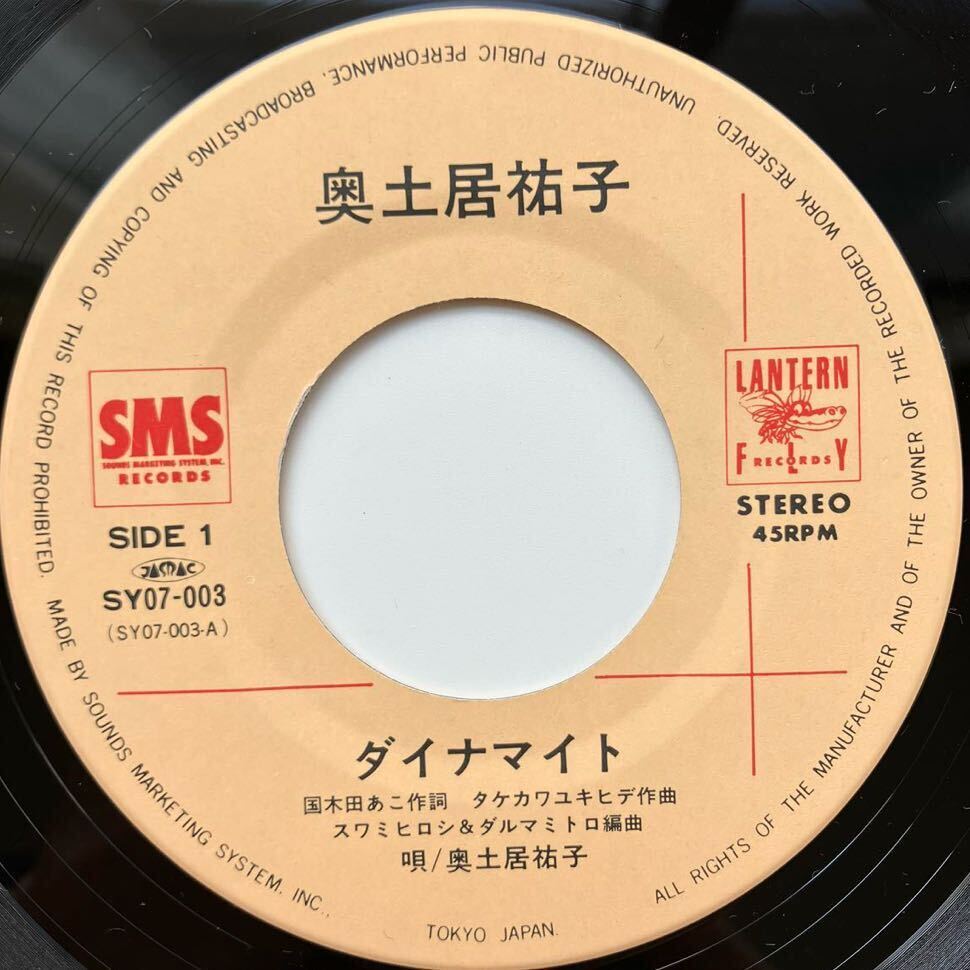 奥土居祐子
SMS
SOUNDS MARKETING SYSTEM, INC.
RECORDS
SIDE 1
JASRAC
SY07-003
(SY07-003-A)
LANTERN
FLY
RECORDS
STEREO
45RPM
ダイナマイト
国木田あこ作詞 タケカワユキヒデ作曲
スワミヒロシ&ダルマミトロ編曲
唄/奥土居祐子
MADE BY SOUNDS MARKETING SYSTEM. INC., TOKYO JAPAN. ALL RIGHTS OF THE MANUFACTURER AND OF THE OWNER OF THE RECORDED WORK RESERVED. UNAUTHORIZED PUBLIC PERFORMANCE. BROADCASTING AND COPYING OF THIS RECORD PROHIBITED.